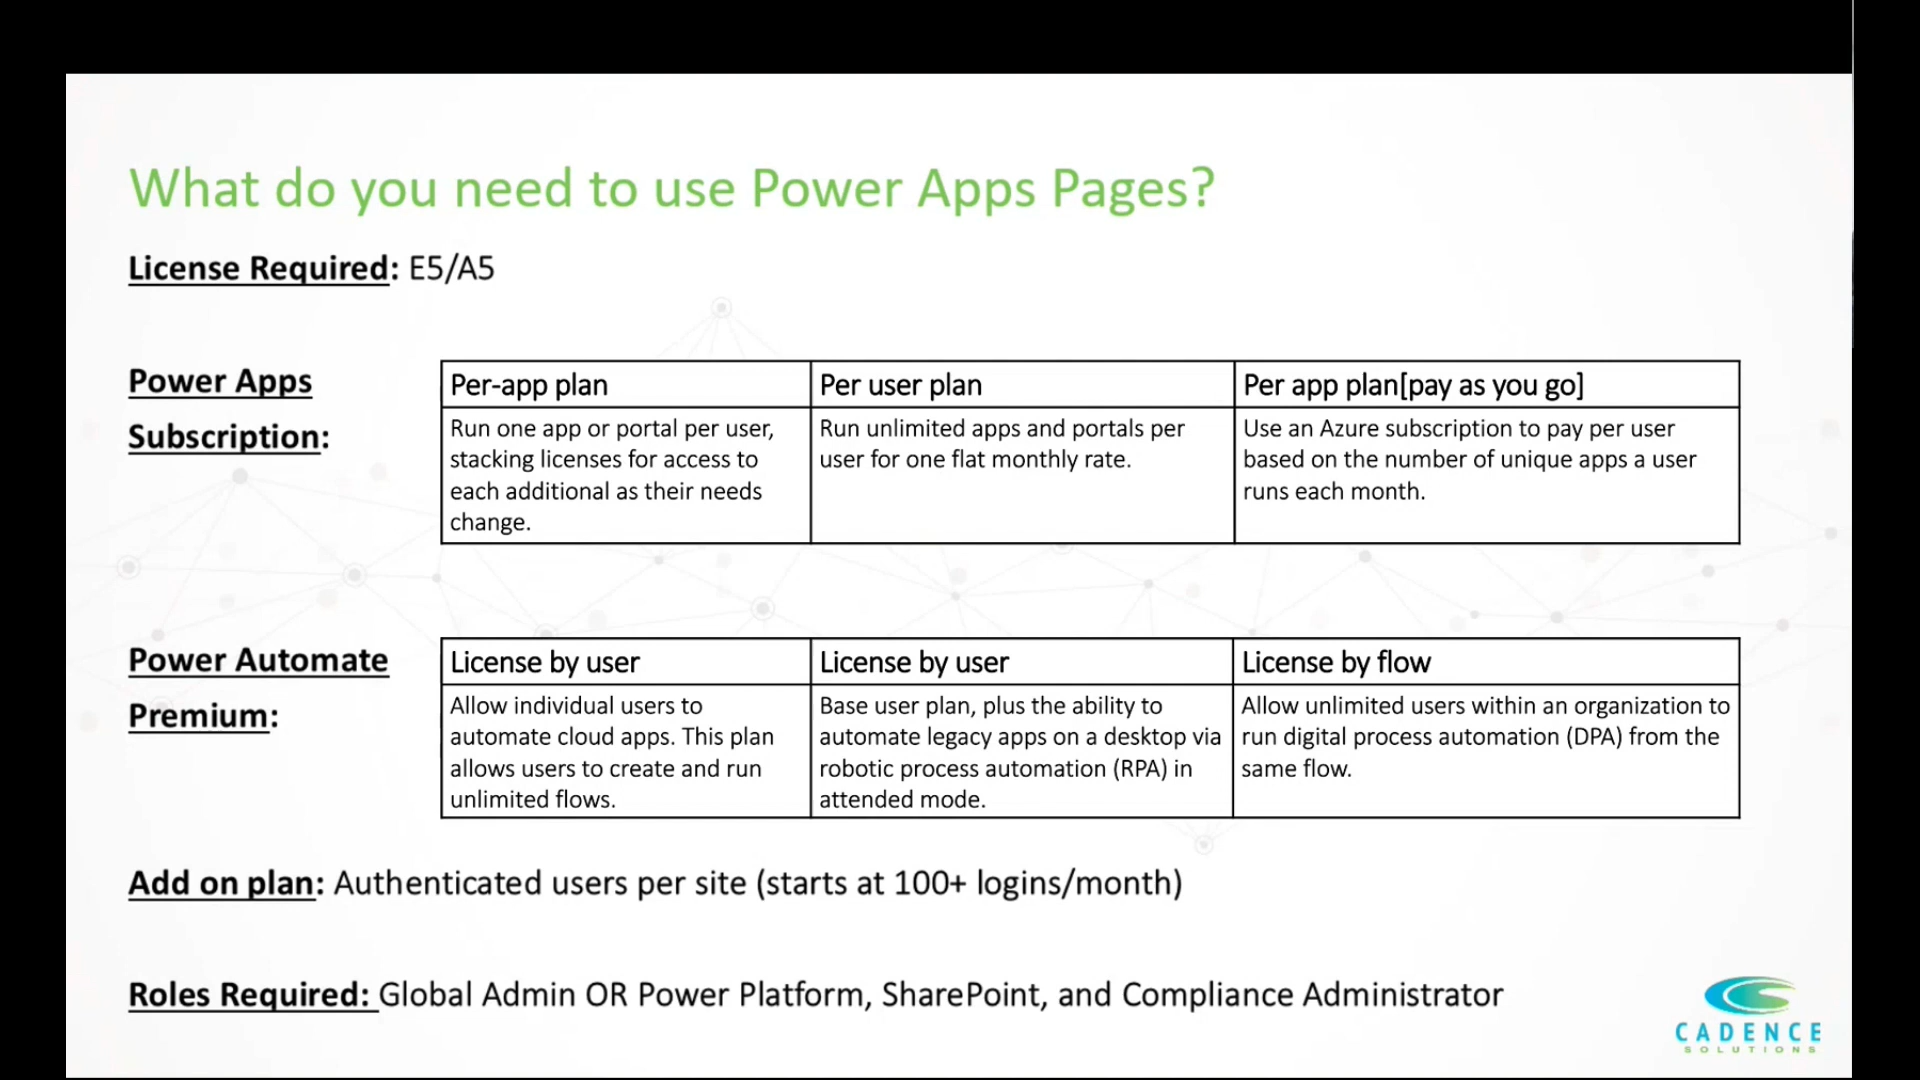 What do you need to use Power Apps Pages?
License Required: E5/A5
Power Apps
Subscription:
Per-app plan
Per user plan
Per app plan[pay as you go]
Run one app or portal per user,
stacking licenses for access to
each additional as their needs
change.
Run unlimited apps and portals per
user for one flat monthly rate.
Use an Azure subscription to pay per user
based on the number of unique apps a user
runs each month.
Power Automate
Premium:
License by user
License by user
License by flow
Allow individual users to
automate cloud apps. This plan
allows users to create and run
unlimited flows.
Base user plan, plus the ability to
automate legacy apps on a desktop via
robotic process automation (RPA) in
attended mode.
Allow unlimited users within an organization to
run digital process automation (DPA) from the
same flow.
Add on plan: Authenticated users per site (starts at 100+ logins/month)
Roles Required: Global Admin OR Power Platform, SharePoint, and Compliance Administrator
CADENCE
SOLUTIONS